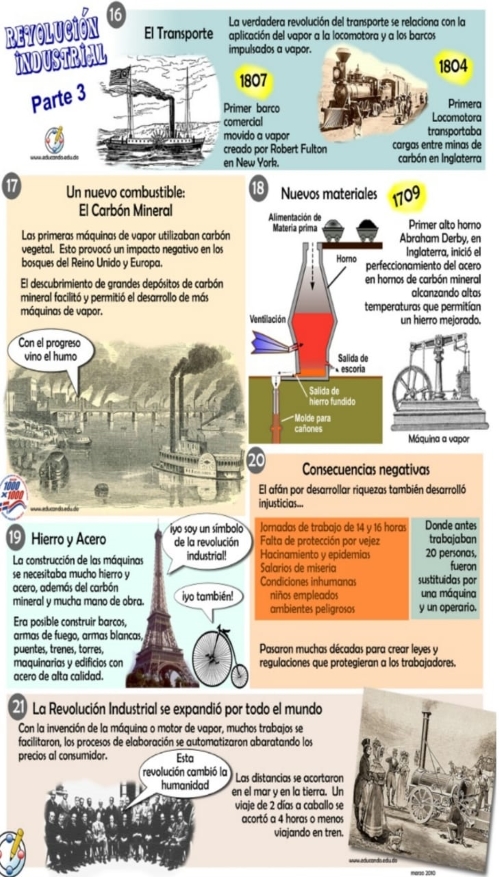 REVOLUCIÓN
INDUSTRIAL
Parte 3
www.educando.edu.do
16
El Transporte
La verdadera revolución del transporte se relaciona con la
aplicación del vapor a la locomotora y a los barcos
impulsados a vapor.
1807
Primer barco
comercial
movido a vapor
creado por Robert Fulton
en New York.
1804
Primera
Locomotora
transportaba
cargas entre minas de
carbón en Inglaterra
17
Un nuevo combustible:
El Carbón Mineral
Las primeras máquinas de vapor utilizaban carbón
vegetal. Esto provocó un impacto negativo en los
bosques del Reino Unido y Europa.
El descubrimiento de grandes depósitos de carbón
mineral facilitó y permitió el desarrollo de más
máquinas de vapor.
Con el progreso
vino el humo
1000
x1000
www.educando.edu.do
18
Nuevos materiales
1709
Alimentación de
Materia prima
Horno
Ventilación
Salida de
escoria
Salida de
hierro fundido
Molde para
cañones
Primer alto horno
Abraham Derby, en
Inglaterra, inició el
perfeccionamiento del acero
en hornos de carbón mineral
alcanzando altas
temperaturas que permitían
un hierro mejorado.
Máquina a vapor
19
Hierro y Acero
La construcción de las máquinas
se necesitaba mucho hierro y
acero, además del carbón
mineral y mucha mano de obra.
Era posible construir barcos,
armas de fuego, armas blancas,
puentes, trenes, torres,
maquinarias y edificios con
acero de alta calidad.
¡yo soy un símbolo
de la revolución
industrial!
¡yo también!
20
Consecuencias negativas
El afán por desarrollar riquezas también desarrolló
injusticias...
Jornadas de trabajo de 14 y 16 horas
Falta de protección por vejez
Hacinamiento y epidemias
Salarios de miseria
Condiciones inhumanas
niños empleados
ambientes peligrosos
Donde antes
trabajaban
20 personas,
fueron
sustituidas por
una máquina
y un operario.
Pasaron muchas décadas para crear leyes y
regulaciones que protegieran a los trabajadores.
21
La Revolución Industrial se expandió por todo el mundo
Con la invención de la máquina o motor de vapor, muchos trabajos se
facilitaron, los procesos de elaboración se automatizaron abaratando los
precios al consumidor.
Esta
revolución cambió la
humanidad
Las distancias se acortaron
en el mar y en la tierra. Un
viaje de 2 días a caballo se
acortó a 4 horas o menos
viajando en tren.
www.educando.edu.do
marzo 2010